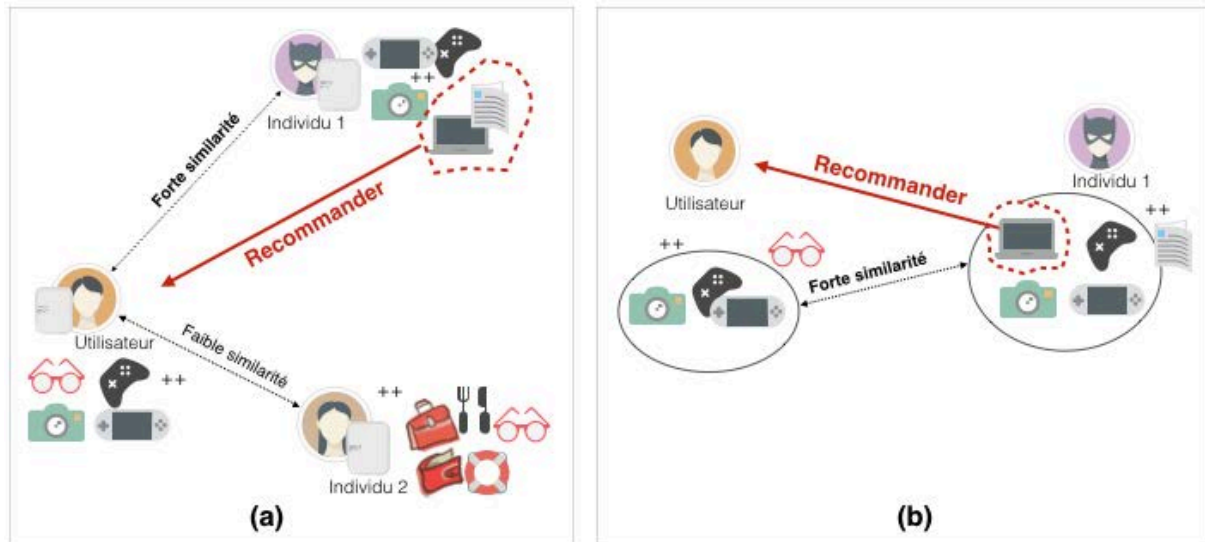 ++
Individu 1
Forte similarité
Recommander
Utilisateur
++
Faible similarité
++
Individu 2
(a)
Recommander
Utilisateur
Individu 1
++
++
Forte similarité
(b)